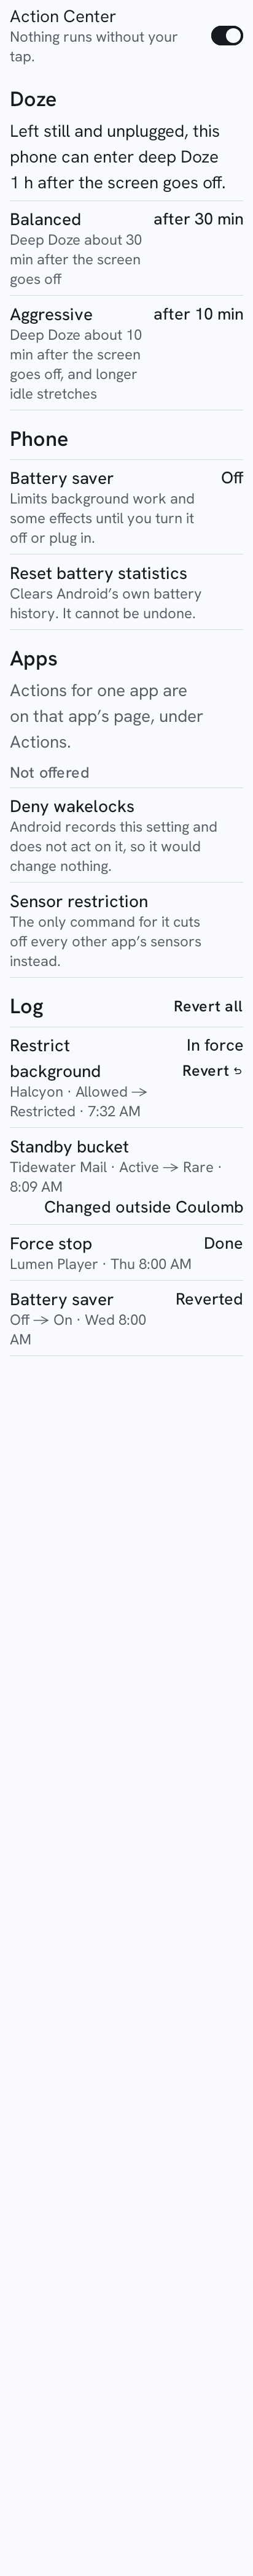 Action Center
Nothing runs without your
tap.
Doze
Left still and unplugged, this
phone can enter deep Doze
1 h after the screen goes off.
Balanced after 30 min
Deep Doze about 30
min after the screen
goes off
Aggressive after 10 min
Deep Doze about 10
min after the screen
goes off, and longer
idle stretches
Phone
Battery saver Off
Limits background work and
some effects until you turn it
off or plug in.
Reset battery statistics
Clears Android’s own battery
history. It cannot be undone.
Apps
Actions for one app are
on that app’s page, under
Actions.
Not offered
Deny wakelocks
Android records this setting and
does not act on it, so it would
change nothing.
Sensor restriction
The only command for it cuts
off every other app’s sensors
instead.
Log Revert all
Restrict In force
background Revert
Halcyon · Allowed →
Restricted · 7:32 AM
Standby bucket
Tidewater Mail · Active → Rare ·
8:09 AM
Changed outside Coulomb
Force stop Done
Lumen Player · Thu 8:00 AM
Battery saver Reverted
Off → On · Wed 8:00
AM